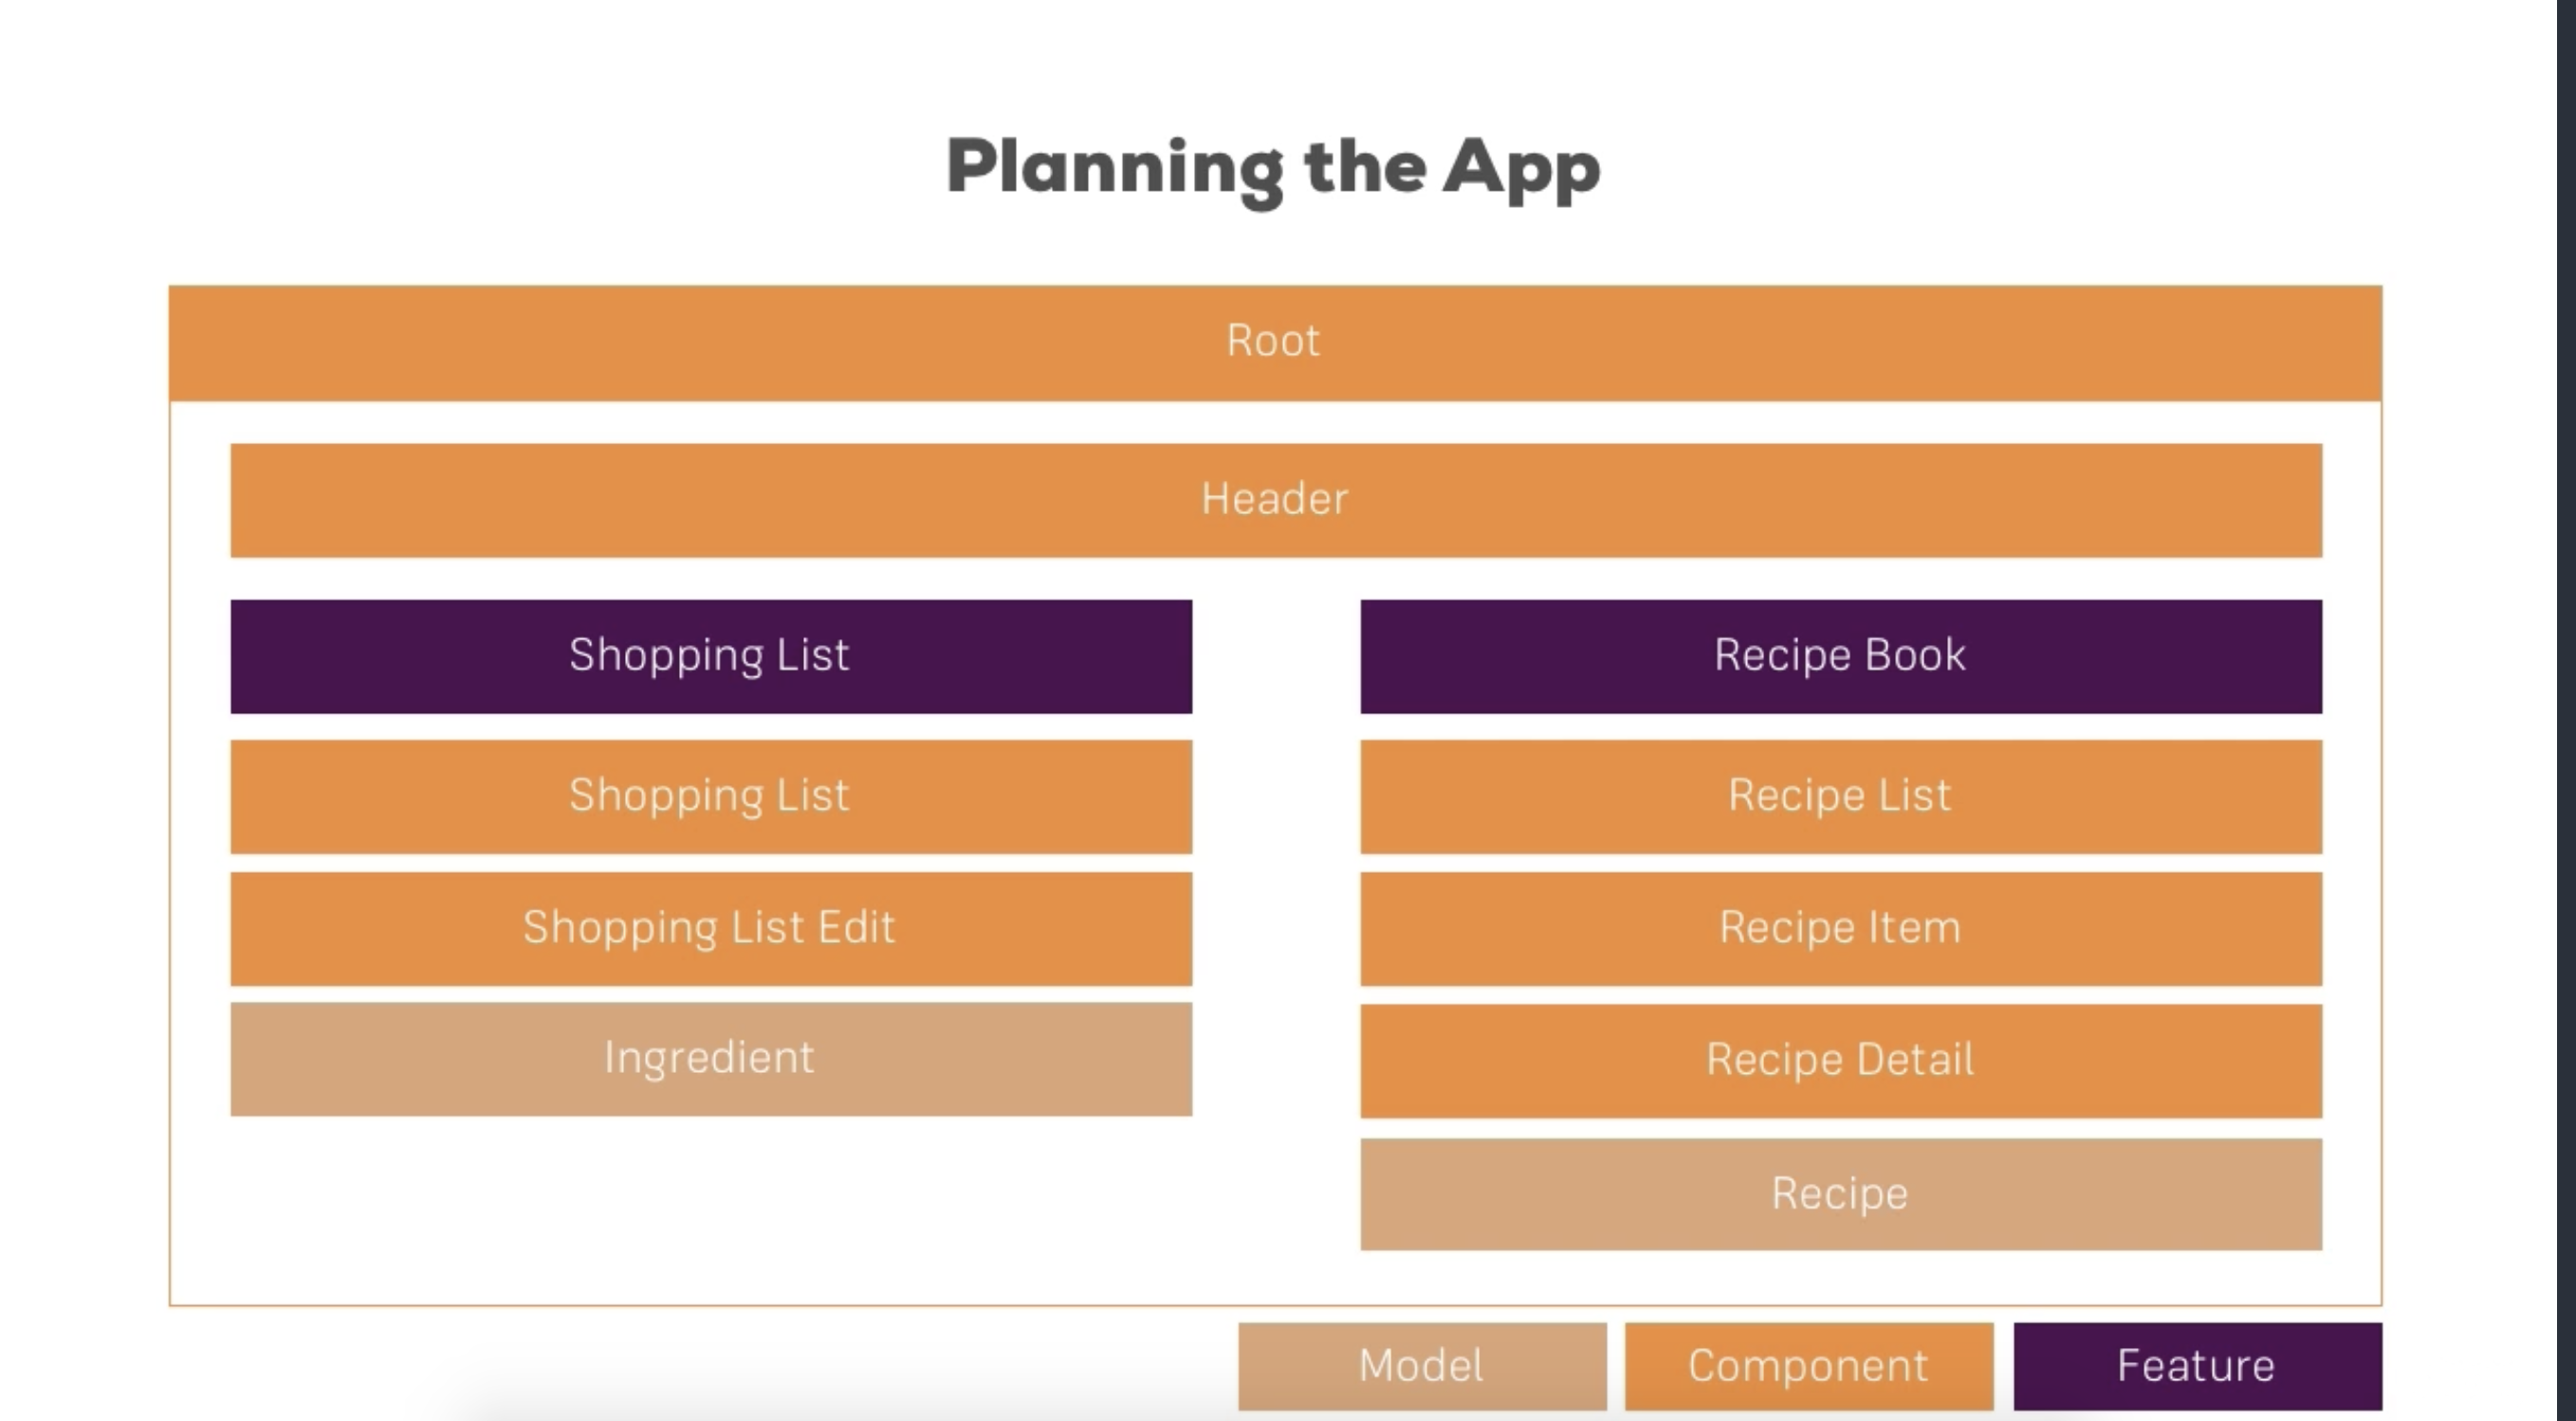 Planning the App
Root
Header
Shopping List
Shopping List
Shopping List Edit
Ingredient
Recipe Book
Recipe List
Recipe Item
Recipe Detail
Recipe
Model
Component
Feature